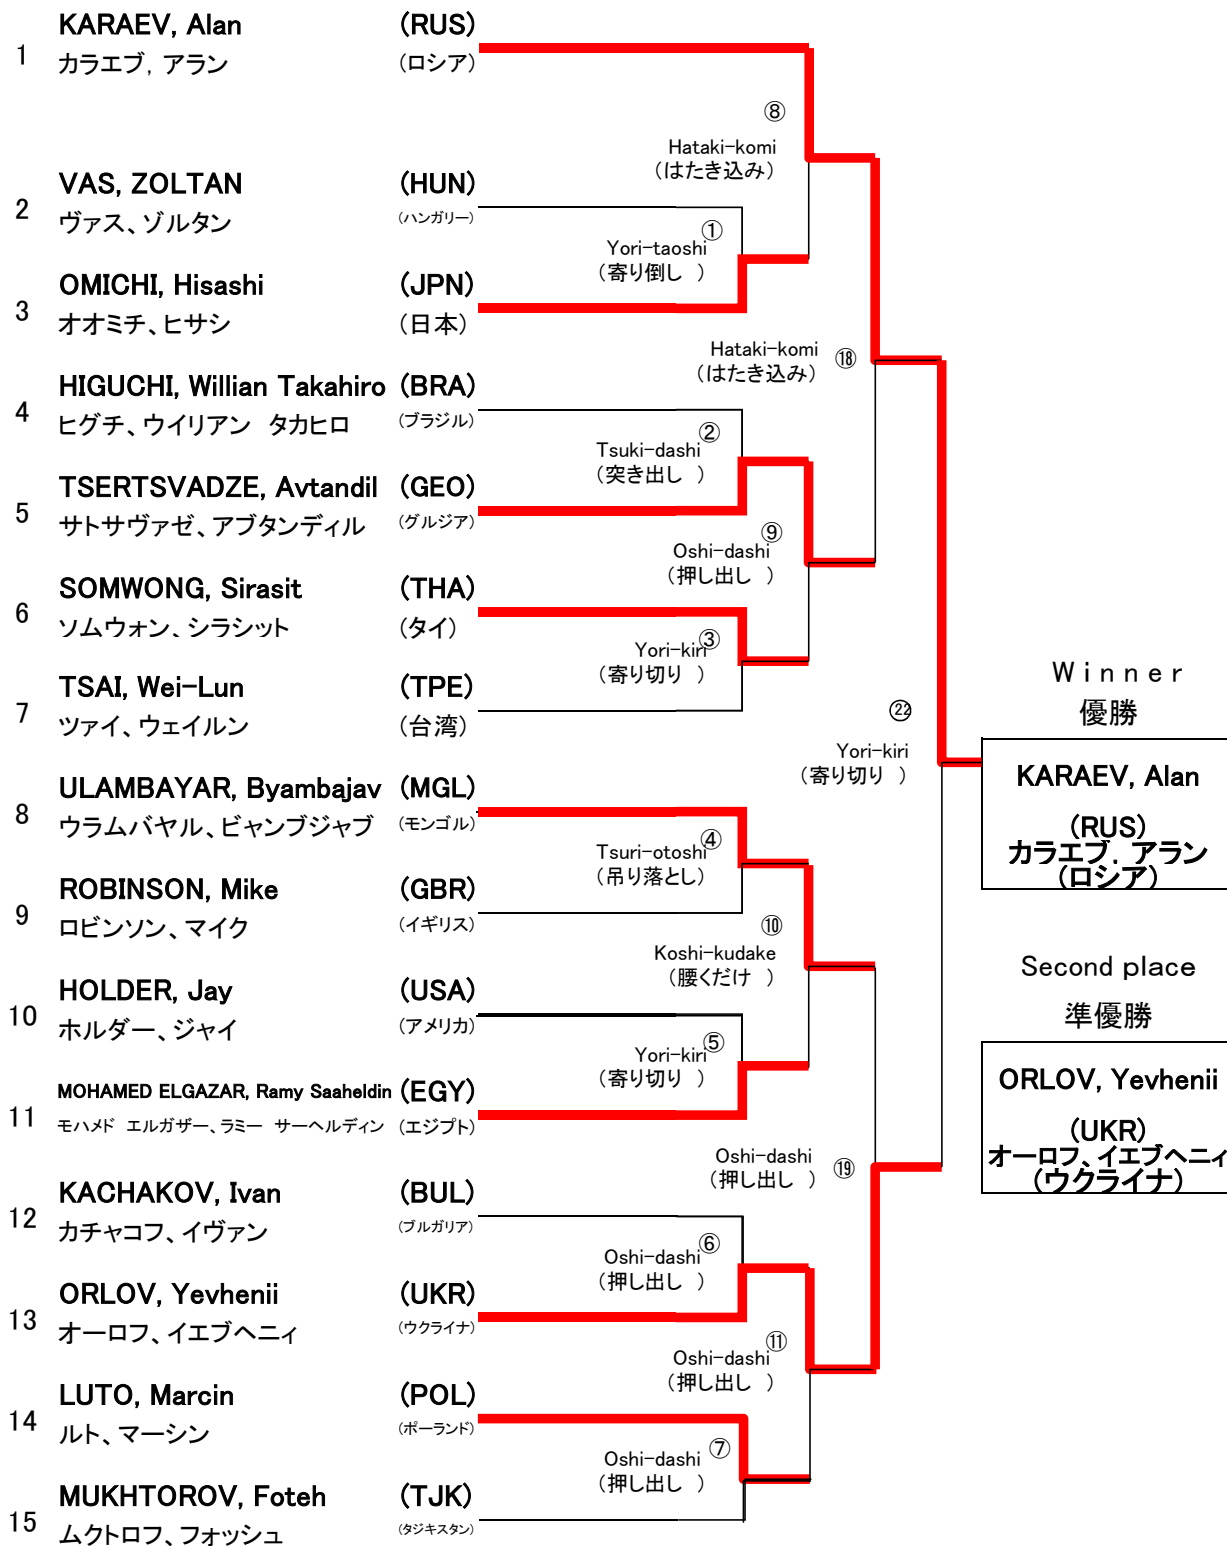 KARAEV, Alan (RUS)
1 カラエブ, アラン (ロシア)
⑧
Hataki-komi
(はたき込み)
VAS, ZOLTAN (HUN)
2 ヴァス、ゾルタン (ハンガリー)
①
Yori-taoshi
(寄り倒し )
OMICHI, Hisashi (JPN)
3 オオミチ、ヒサシ (日本)
Hataki-komi ⑱
(はたき込み)
HIGUCHI, Willian Takahiro (BRA)
4 ヒグチ、ウイリアン タカヒロ (ブラジル)
②
Tsuki-dashi
(突き出し )
TSERTSVADZE, Avtandil (GEO)
5 サトサヴァゼ、アブタンディル (グルジア)
⑨
Oshi-dashi
(押し出し )
SOMWONG, Sirasit (THA)
6 ソムウォン、シラシット (タイ)
③
Yori-kiri
(寄り切り )
TSAI, Wei-Lun (TPE)
7 ツァイ、ウェイルン (台湾)
㉒
Yori-kiri
(寄り切り )
Winner
優勝
KARAEV, Alan
(RUS)
カラエブ, アラン
(ロシア)
ULAMBAYAR, Byambajav (MGL)
8 ウラムバヤル、ビャンブジャブ (モンゴル)
④
Tsuri-otoshi
(吊り落とし)
ROBINSON, Mike (GBR)
9 ロビンソン、マイク (イギリス)
⑩
Koshi-kudake
(腰くだけ )
Second place
準優勝
ORLOV, Yevhenii
(UKR)
オーロフ、イエブヘニィ
(ウクライナ)
HOLDER, Jay (USA)
10 ホルダー、ジャイ (アメリカ)
⑤
Yori-kiri
(寄り切り )
MOHAMED ELGAZAR, Ramy Saaheldin (EGY)
11 モハメド エルガザー、ラミー サーヘルディン (エジプト)
Oshi-dashi ⑲
(押し出し )
KACHAKOV, Ivan (BUL)
12 カチャコフ、イヴァン (ブルガリア)
⑥
Oshi-dashi
(押し出し )
ORLOV, Yevhenii (UKR)
13 オーロフ、イエブヘニィ (ウクライナ)
⑪
Oshi-dashi
(押し出し )
LUTO, Marcin (POL)
14 ルト、マーシン (ポーランド)
⑦
Oshi-dashi
(押し出し )
MUKHTOROV, Foteh (TJK)
15 ムクトロフ、フォッシュ (タジキスタン)